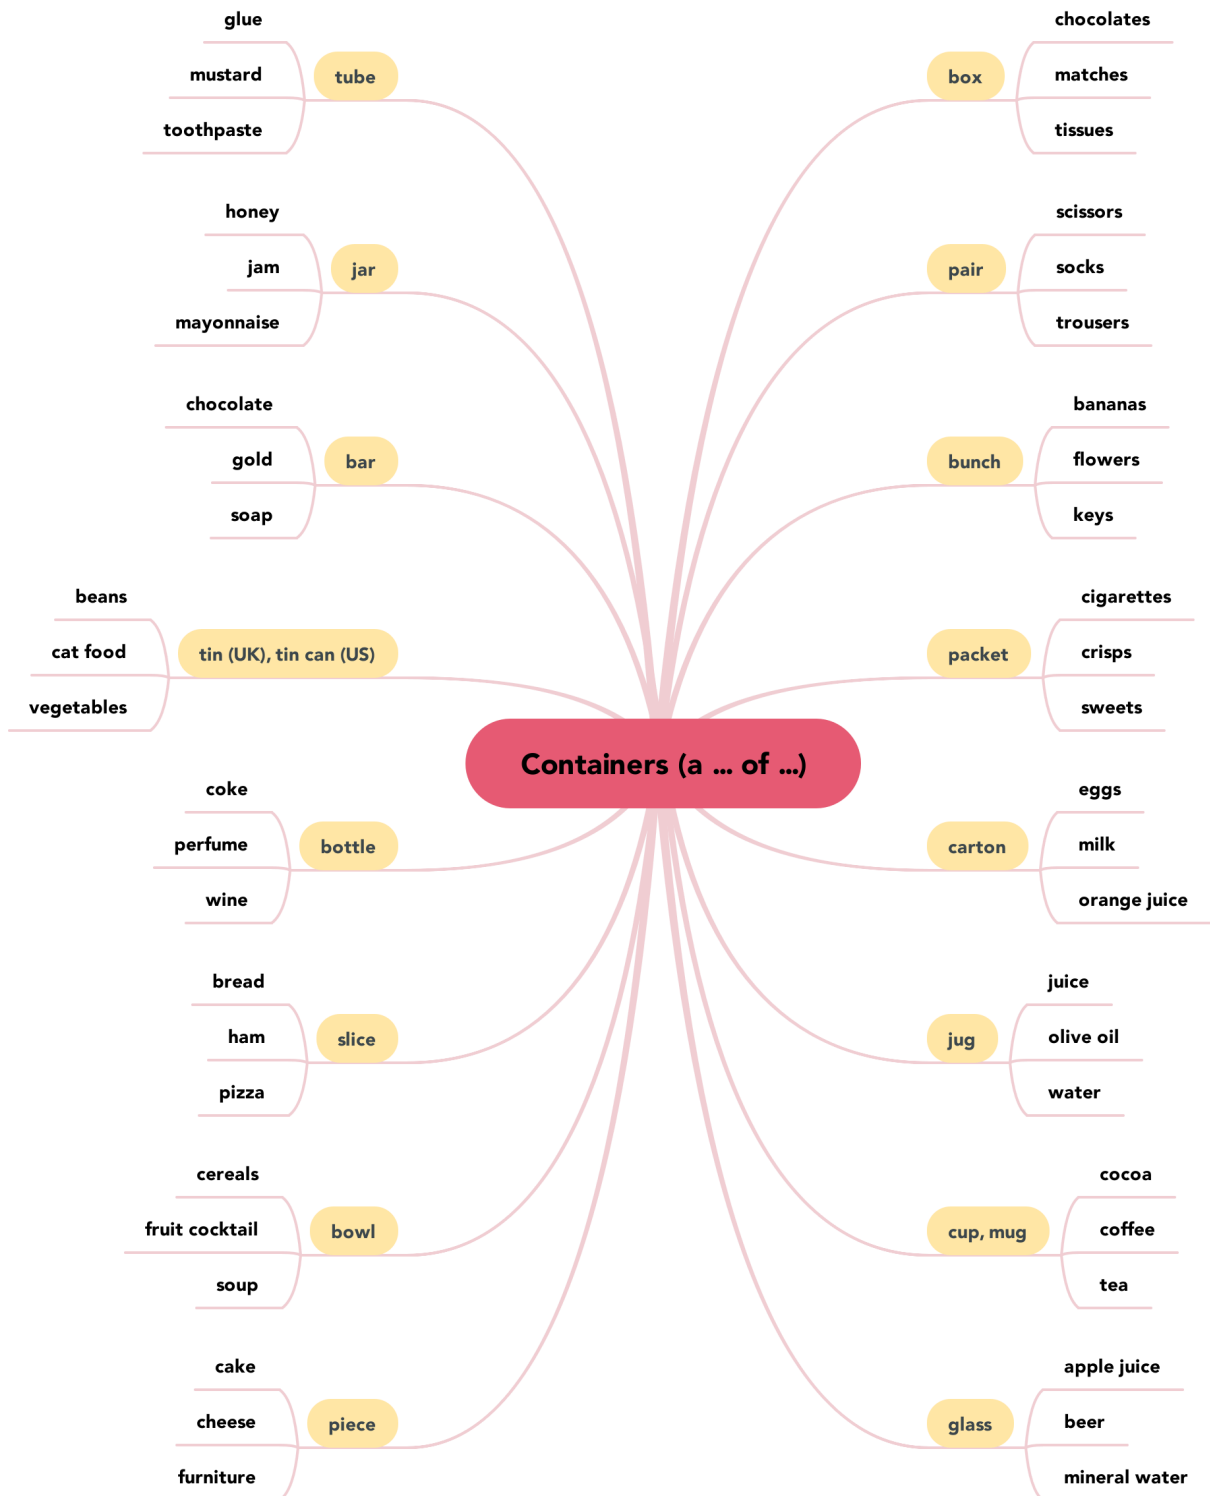 Containers (a ... of ...)
tube
glue
mustard
toothpaste
jar
honey
jam
mayonnaise
bar
chocolate
gold
soap
tin (UK), tin can (US)
beans
cat food
vegetables
bottle
coke
perfume
wine
slice
bread
ham
pizza
bowl
cereals
fruit cocktail
soup
piece
cake
cheese
furniture
box
chocolates
matches
tissues
pair
scissors
socks
trousers
bunch
bananas
flowers
keys
packet
cigarettes
crisps
sweets
carton
eggs
milk
orange juice
jug
juice
olive oil
water
cup, mug
cocoa
coffee
tea
glass
apple juice
beer
mineral water